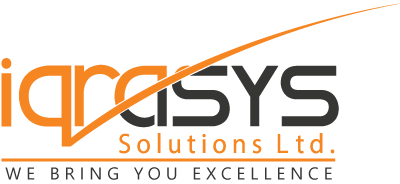 iqrasys
Solutions Ltd.
WE BRING YOU EXCELLENCE